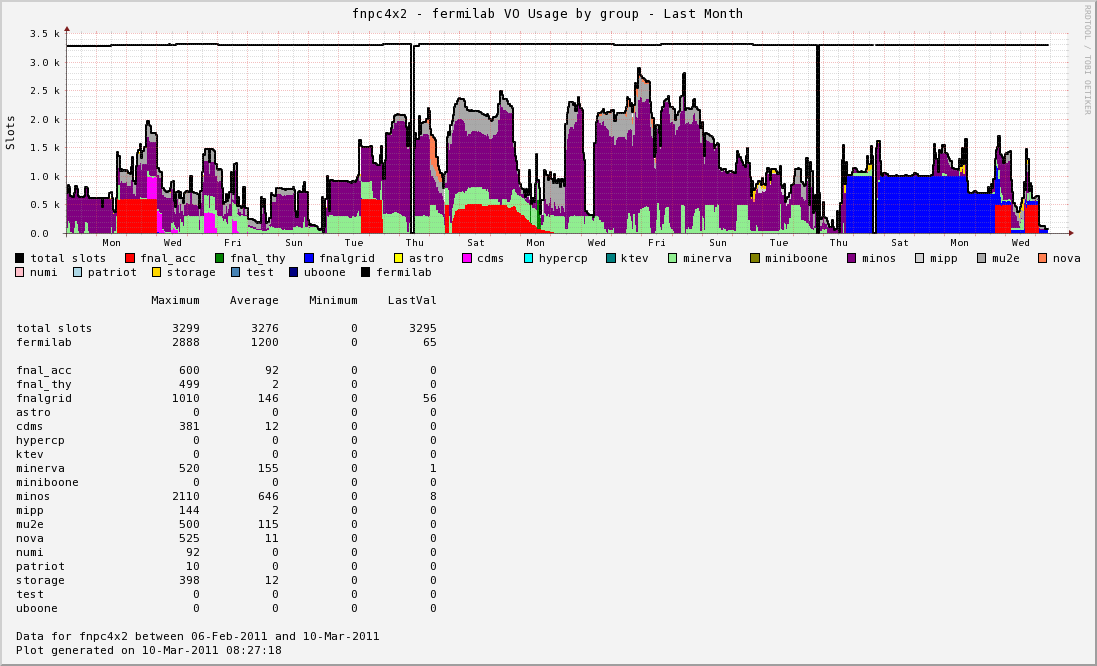 fnpc4x2 - fermilab VO Usage by group - Last Month
RRDTOOL / TOBI OETIKER
Slots
3.5 k
3.0 k
2.5 k
2.0 k
1.5 k
1.0 k
0.5 k
0.0
Mon Wed Fri Sun Tue Thu Sat Mon Wed Fri Sun Tue Thu Sat Mon Wed
total slots fnal_acc fnal_thy fnalgrid astro cdms hypercp ktev minerva miniboone minos mipp mu2e nova
numi patriot storage test uboone fermilab
Maximum Average Minimum LastVal
total slots 3299 3276 0 3295
fermilab 2888 1200 0 65
fnal_acc 600 92 0 0
fnal_thy 499 2 0 0
fnalgrid 1010 146 0 56
astro 0 0 0 0
cdms 381 12 0 0
hypercp 0 0 0 0
ktev 0 0 0 0
minerva 520 155 0 1
miniboone 0 0 0 0
minos 2110 646 0 8
mipp 144 2 0 0
mu2e 500 115 0 0
nova 525 11 0 0
numi 92 0 0 0
patriot 10 0 0 0
storage 398 12 0 0
test 0 0 0 0
uboone 0 0 0 0
Data for fnpc4x2 between 06-Feb-2011 and 10-Mar-2011
Plot generated on 10-Mar-2011 08:27:18